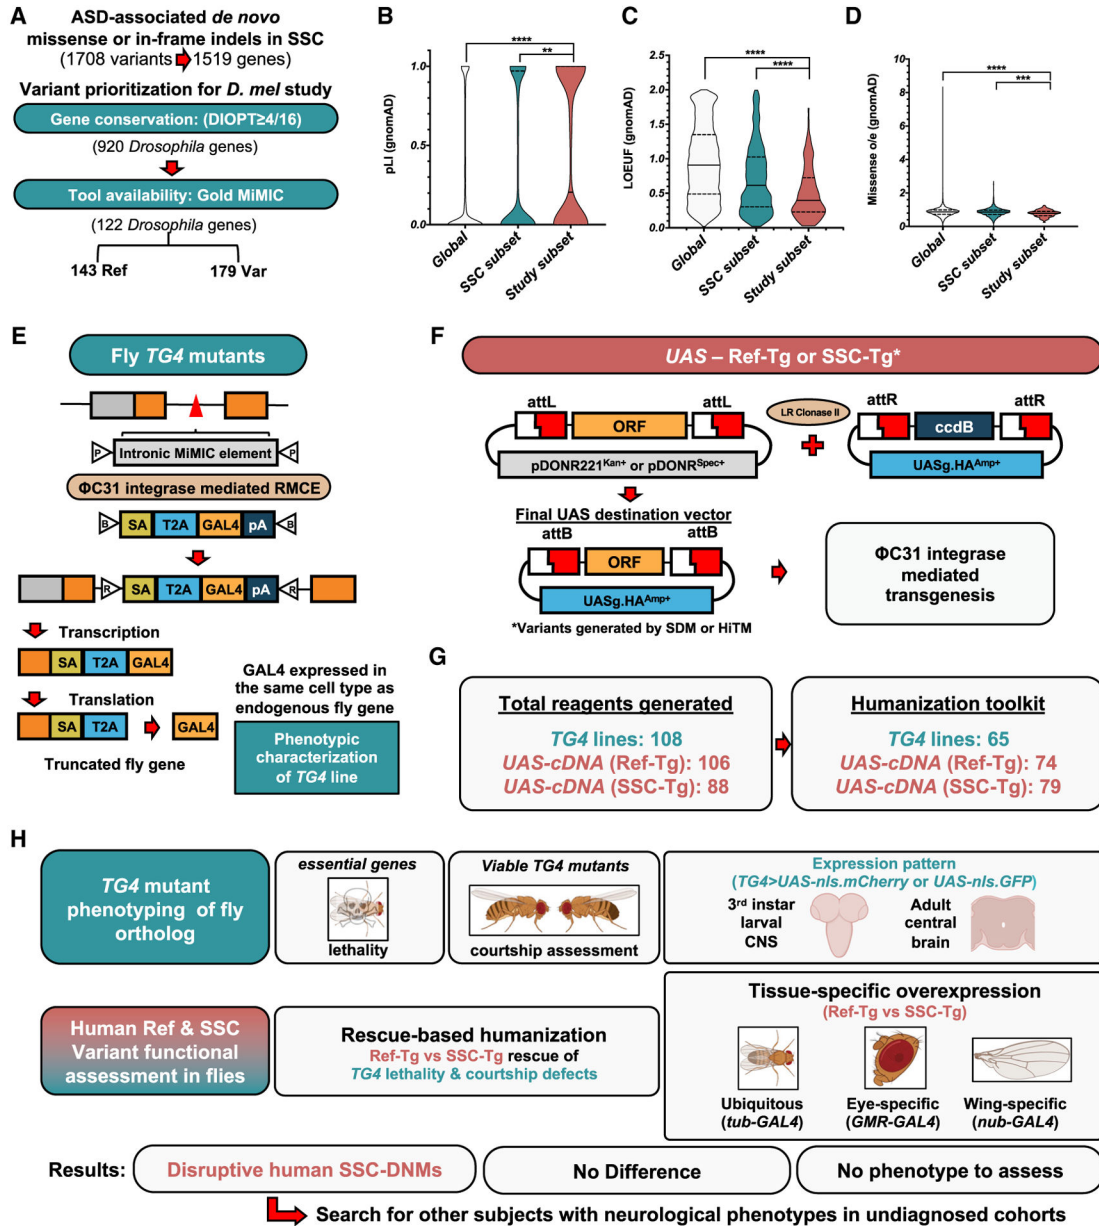 A
ASD-associated de novo
missense or in-frame indels in SSC
(1708 variants 1519 genes)
Variant prioritization for D. mel study
Gene conservation: (DIOPT≥4/16)
(920 Drosophila genes)
Tool availability: Gold MiMIC
(122 Drosophila genes)
143 Ref 179 Var
B
pLI (gnomAD)
1.0
0.5
0.0
****
**
Global
SSC subset
Study subset
C
LOEUF (gnomAD)
2.5
2.0
1.5
1.0
0.5
0.0
****
****
Global
SSC subset
Study subset
D
Missense o/e (gnomAD)
10
8
6
4
2
0
****
***
Global
SSC subset
Study subset
E
Fly TG4 mutants
P Intronic MiMIC element P
ΦC31 integrase mediated RMCE
B SA T2A GAL4 pA B
R SA T2A GAL4 pA R
Transcription
SA T2A GAL4
Translation
SA T2A GAL4
Truncated fly gene
GAL4 expressed in
the same cell type as
endogenous fly gene
Phenotypic
characterization
of TG4 line
F
UAS – Ref-Tg or SSC-Tg*
attL attL
ORF
pDONR221Kan+ or pDONRSpec+
LR Clonase II
attR attR
ccdB
UASg.HAAmp+
Final UAS destination vector
attB attB
ORF
UASg.HAAmp+
*Variants generated by SDM or HiTM
ΦC31 integrase
mediated
transgenesis
G
Total reagents generated
TG4 lines: 108
UAS-cDNA (Ref-Tg): 106
UAS-cDNA (SSC-Tg): 88
Humanization toolkit
TG4 lines: 65
UAS-cDNA (Ref-Tg): 74
UAS-cDNA (SSC-Tg): 79
H
TG4 mutant
phenotyping of fly
ortholog
essential genes
lethality
Viable TG4 mutants
courtship assessment
Expression pattern
(TG4>UAS-nls.mCherry or UAS-nls.GFP)
3rd instar
larval
CNS
Adult
central
brain
Human Ref & SSC
Variant functional
assessment in flies
Rescue-based humanization
Ref-Tg vs SSC-Tg rescue of
TG4 lethality & courtship defects
Tissue-specific overexpression
(Ref-Tg vs SSC-Tg)
Ubiquitous
(tub-GAL4)
Eye-specific
(GMR-GAL4)
Wing-specific
(nub-GAL4)
Results: Disruptive human SSC-DNMs No Difference No phenotype to assess
Search for other subjects with neurological phenotypes in undiagnosed cohorts